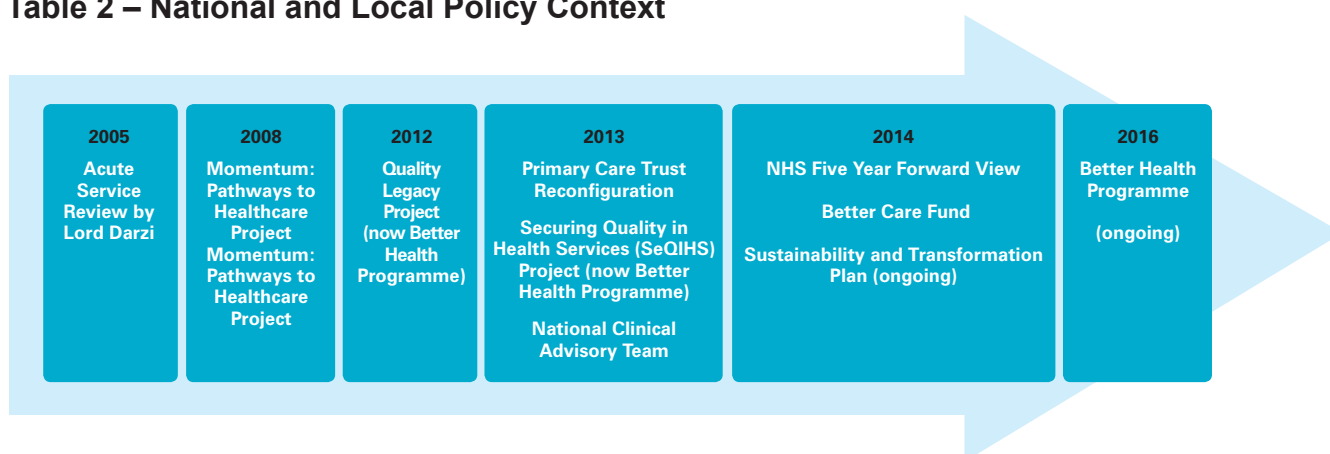 Table 2 – National and Local Policy Context
2005
Acute
Service
Review by
Lord Darzi
2008
Momentum:
Pathways to
Healthcare
Project
Momentum:
Pathways to
Healthcare
Project
2012
Quality
Legacy
Project
(now Better
Health
Programme)
2013
Primary Care Trust
Reconfiguration
Securing Quality in
Health Services (SeQIHS)
Project (now Better
Health Programme)
National Clinical
Advisory Team
2014
NHS Five Year Forward View
Better Care Fund
Sustainability and Transformation
Plan (ongoing)
2016
Better Health
Programme
(ongoing)